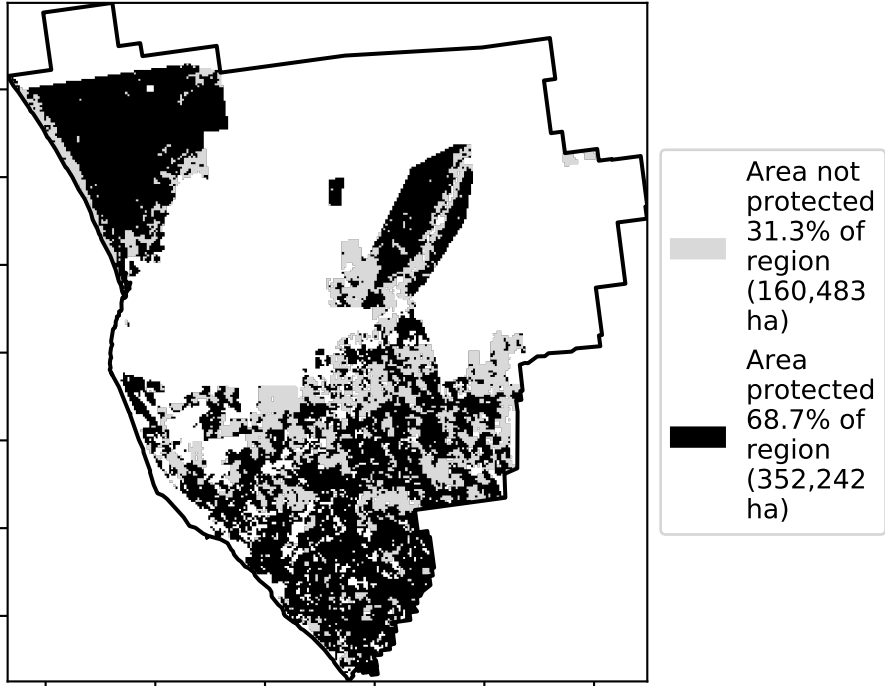 Area not
protected
31.3% of
region
(160,483
ha)
Area
protected
68.7% of
region
(352,242
ha)